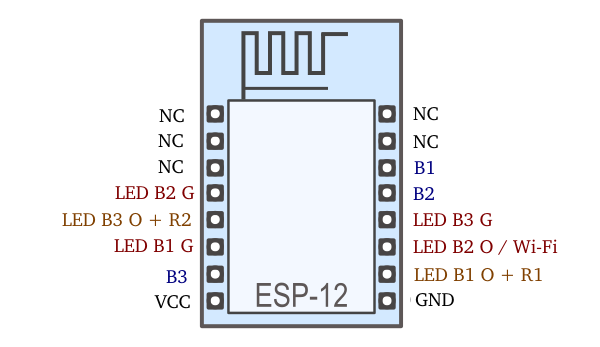 NC NC
NC NC
NC B1
LED B2 G B2
LED B3 O + R2 LED B3 G
LED B1 G LED B2 O / Wi-Fi
B3 LED B1 O + R1
VCC ESP-12 GND